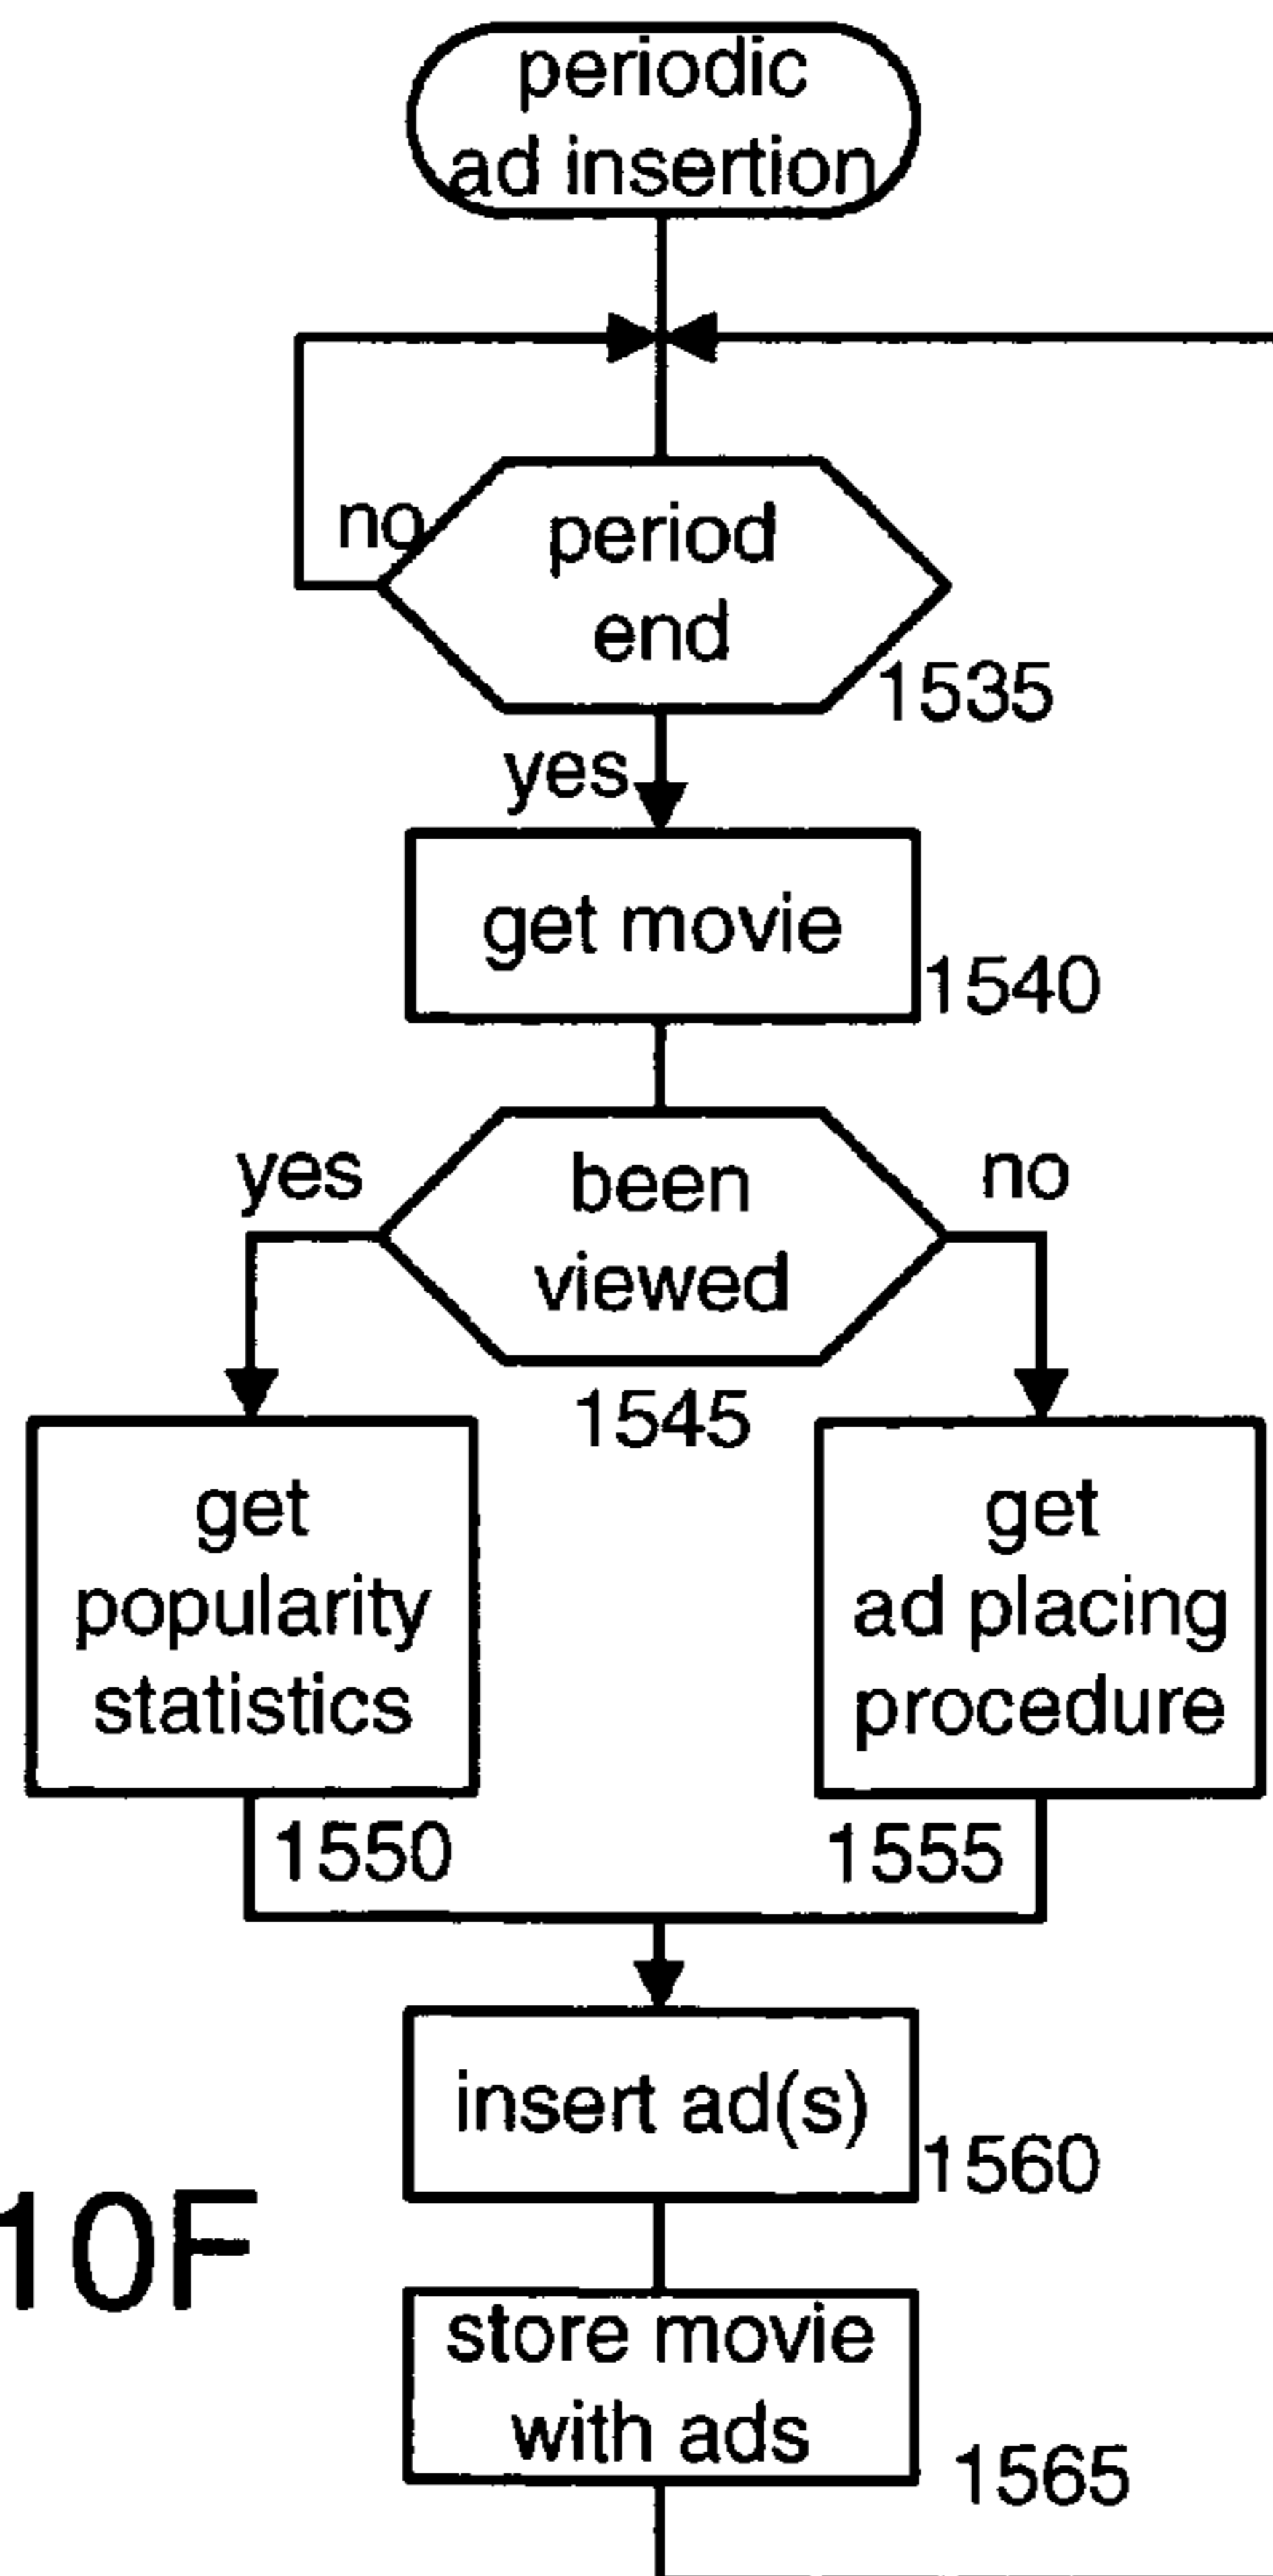 periodic
ad insertion
no
period
end
1535
yes
get movie
1540
yes
been
viewed
no
1545
get
popularity
statistics
get
ad placing
procedure
1550
1555
insert ad(s)
1560
10F
store movie
with ads
1565